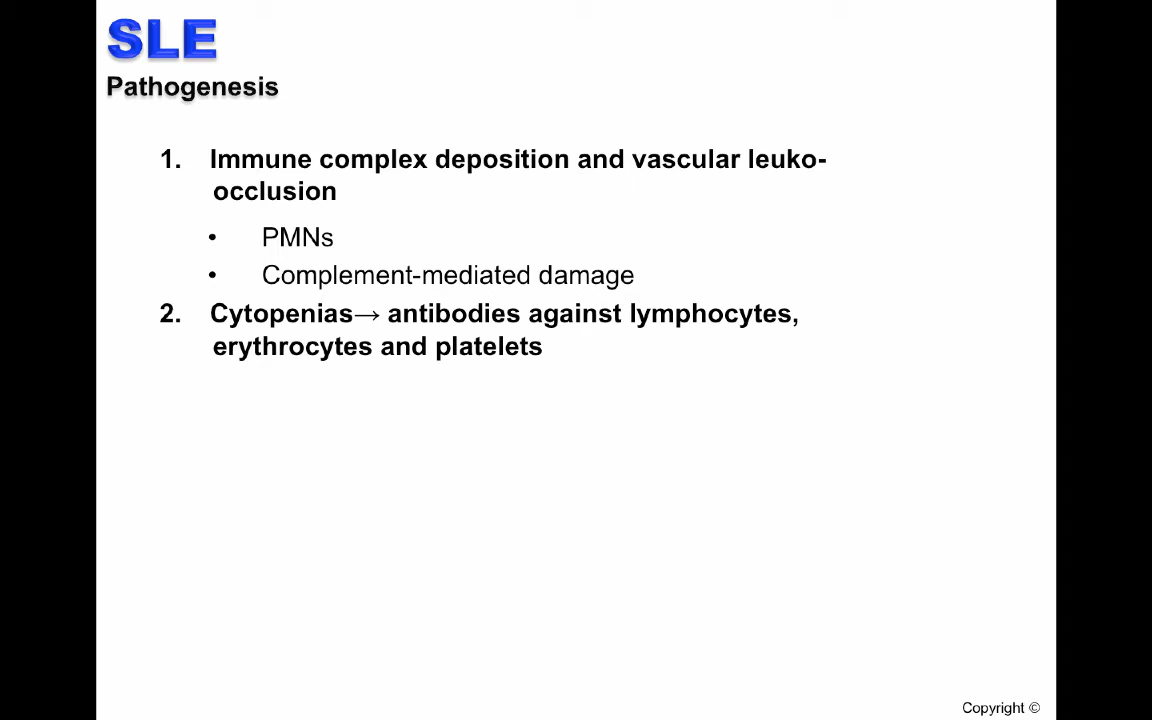 SLE
Pathogenesis
1. Immune complex deposition and vascular leuko-
occlusion
• PMNs
• Complement-mediated damage
2. Cytopenias→ antibodies against lymphocytes,
erythrocytes and platelets
Copyright ©